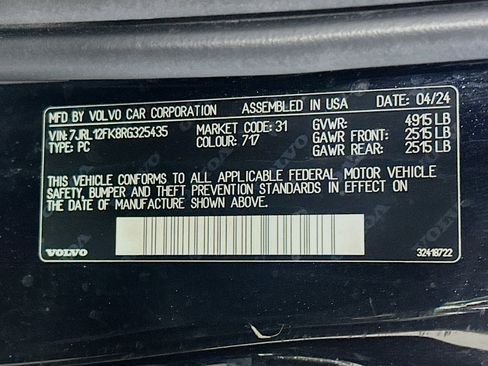 MFD BY VOLVO CAR CORPORATION ASSEMBLED IN USA DATE: 04/24
VIN: 7JRL12FK8RG325435 MARKET CODE: 31 GVWR: 4915 LB
TYPE: PC COLOUR: 717 GAWR FRONT: 2515 LB
GAWR REAR: 2515 LB
THIS VEHICLE CONFORMS TO ALL APPLICABLE FEDERAL MOTOR VEHICLE
SAFETY, BUMPER AND THEFT PREVENTION STANDARDS IN EFFECT ON
THE DATE OF MANUFACTURE SHOWN ABOVE.
VOLVO 32418722